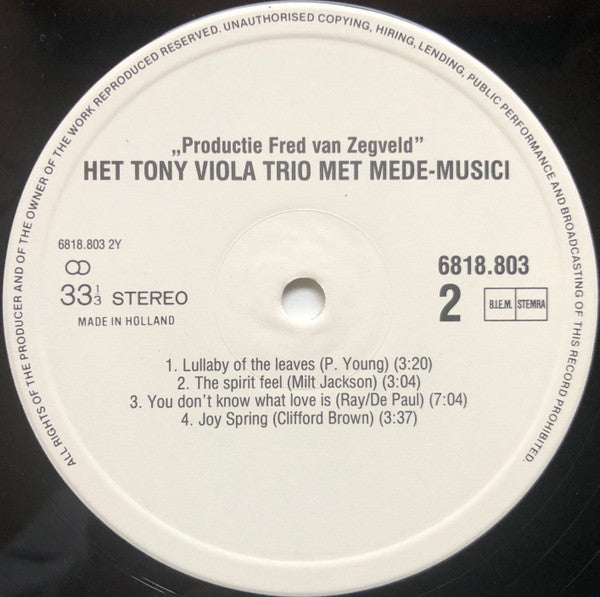 ALL RIGHTS OF THE PRODUCER AND OF THE OWNER OF THE WORK REPRODUCED RESERVED. UNAUTHORISED COPYING, HIRING, LENDING, PUBLIC PERFORMANCE AND BROADCASTING OF THIS RECORD PROHIBITED.
„Productie Fred van Zegveld”
HET TONY VIOLA TRIO MET MEDE-MUSICI
6818.803 2Y
33 1/3 STEREO
MADE IN HOLLAND
6818.803
2 B.I.E.M. STEMRA
1. Lullaby of the leaves (P. Young) (3:20)
2. The spirit feel (Milt Jackson) (3:04)
3. You don't know what love is (Ray/De Paul) (7:04)
4. Joy Spring (Clifford Brown) (3:37)